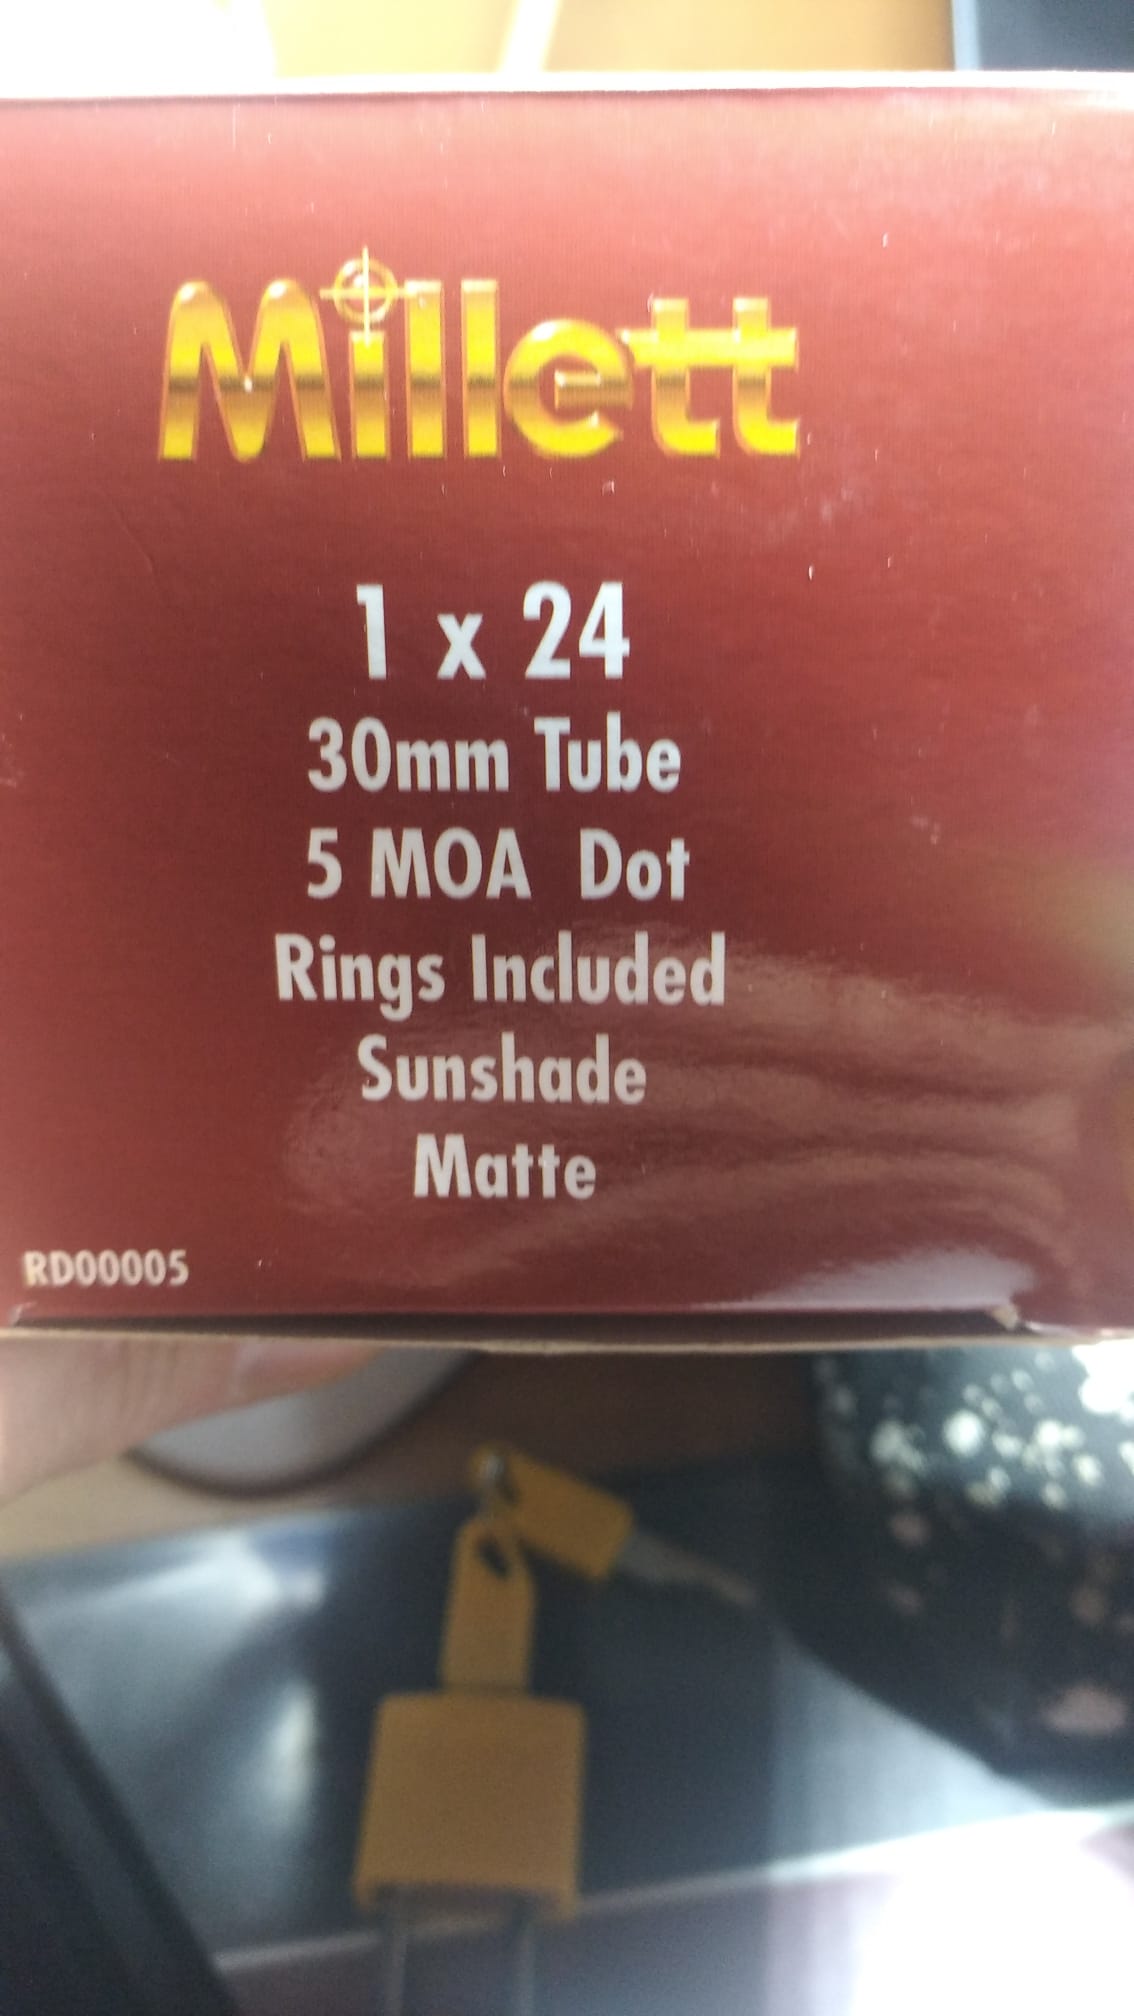 Millett
1 x 24
30mm Tube
5 MOA Dot
Rings Included
Sunshade
Matte
RD00005